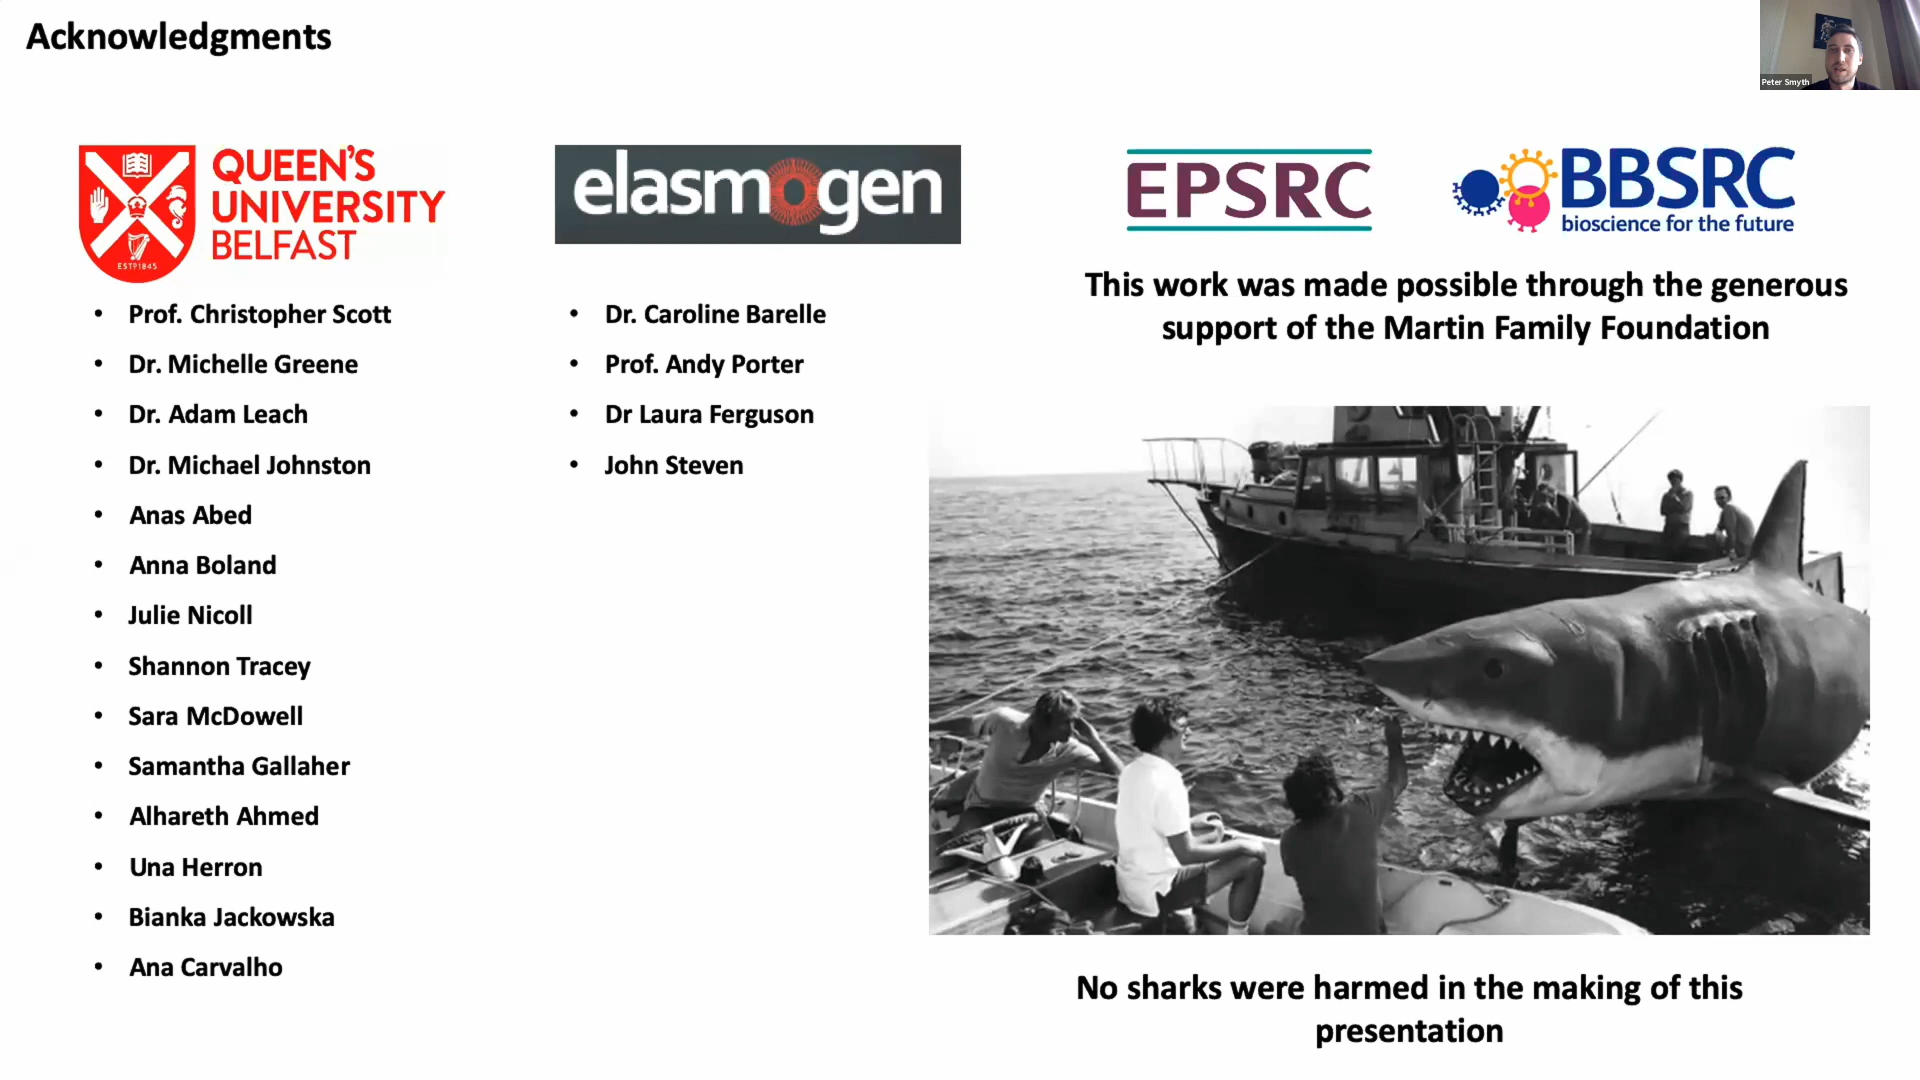 Acknowledgments
Peter Smyth
QUEEN'S
UNIVERSITY
BELFAST
ESTD1845
elasmogen
EPSRC
BBSRC
bioscience for the future
• Prof. Christopher Scott
• Dr. Michelle Greene
• Dr. Adam Leach
• Dr. Michael Johnston
• Anas Abed
• Anna Boland
• Julie Nicoll
• Shannon Tracey
• Sara McDowell
• Samantha Gallaher
• Alhareth Ahmed
• Una Herron
• Bianka Jackowska
• Ana Carvalho
• Dr. Caroline Barelle
• Prof. Andy Porter
• Dr Laura Ferguson
• John Steven
This work was made possible through the generous
support of the Martin Family Foundation
No sharks were harmed in the making of this
presentation